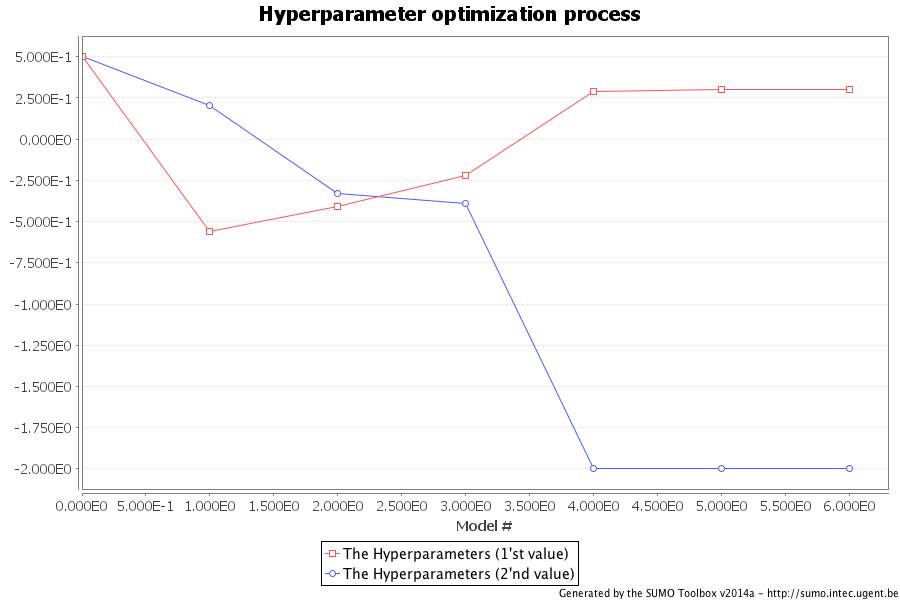 Hyperparameter optimization process
5.000E-1
2.500E-1
0.000E0
-2.500E-1
-5.000E-1
-7.500E-1
-1.000E0
-1.250E0
-1.500E0
-1.750E0
-2.000E0
0.000E0 5.000E-1 1.000E0 1.500E0 2.000E0 2.500E0 3.000E0 3.500E0 4.000E0 4.500E0 5.000E0 5.500E0 6.000E0
Model #
The Hyperparameters (1'st value)
The Hyperparameters (2'nd value)
Generated by the SUMO Toolbox v2014a - http://sumo.intec.ugent.be